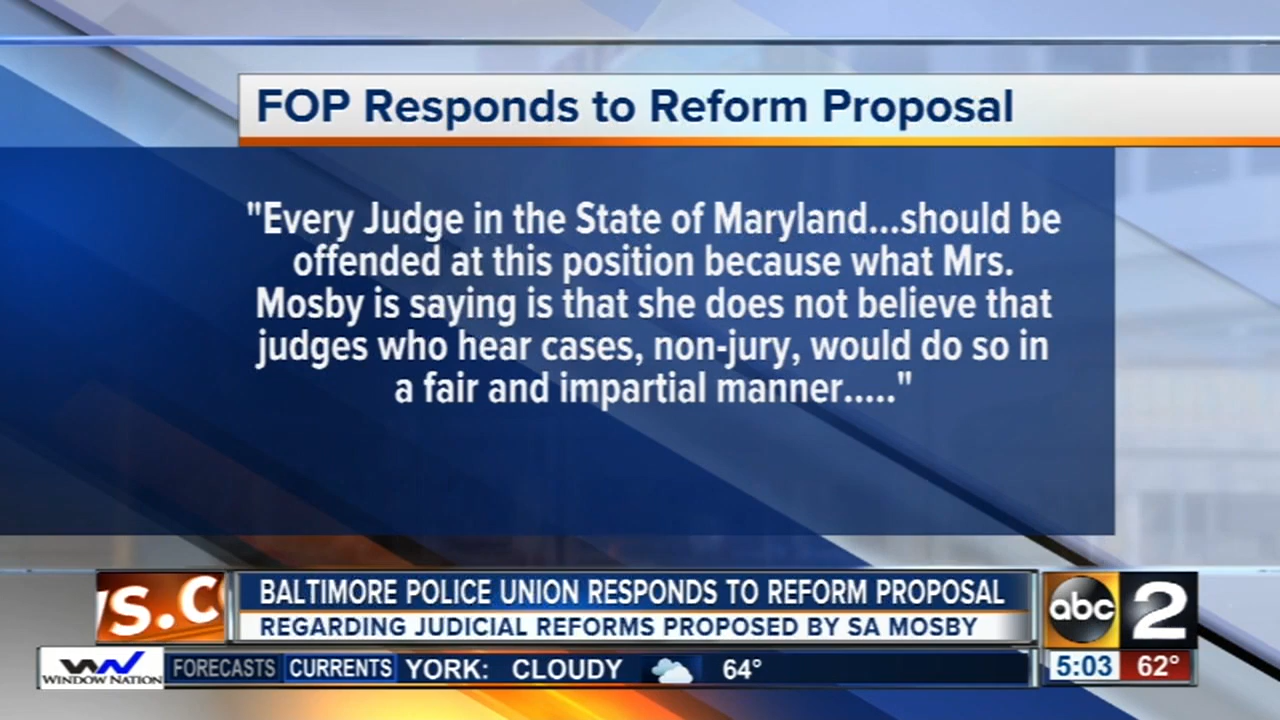 FOP Responds to Reform Proposal
"Every Judge in the State of Maryland...should be
offended at this position because what Mrs.
Mosby is saying is that she does not believe that
judges who hear cases, non-jury, would do so in
a fair and impartial manner....."
S.C
BALTIMORE POLICE UNION RESPONDS TO REFORM PROPOSAL
REGARDING JUDICIAL REFORMS PROPOSED BY SA MOSBY
abc 2
WINDOW NATION
FORECASTS CURRENTS YORK: CLOUDY 64°
5:03 62°